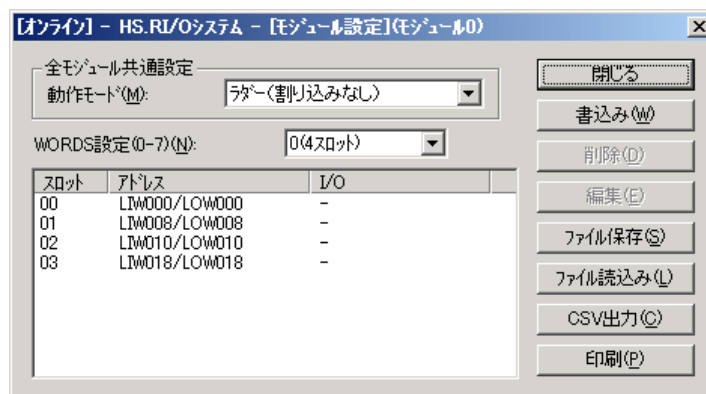 [オンライン] - HS.RI/Oシステム - [モジュール設定](モジュール0)
全モジュール共通設定
動作モード(M): ラダー(割り込みなし)
WORDS設定(0-7)(N): 0(4スロット)
スロット アドレス I/O
00 LIW000/LOW000 -
01 LIW008/LOW008 -
02 LIW010/LOW010 -
03 LIW018/LOW018 -
閉じる
書込み(W)
削除(D)
編集(E)
ファイル保存(S)
ファイル読込み(L)
CSV出力(C)
印刷(P)